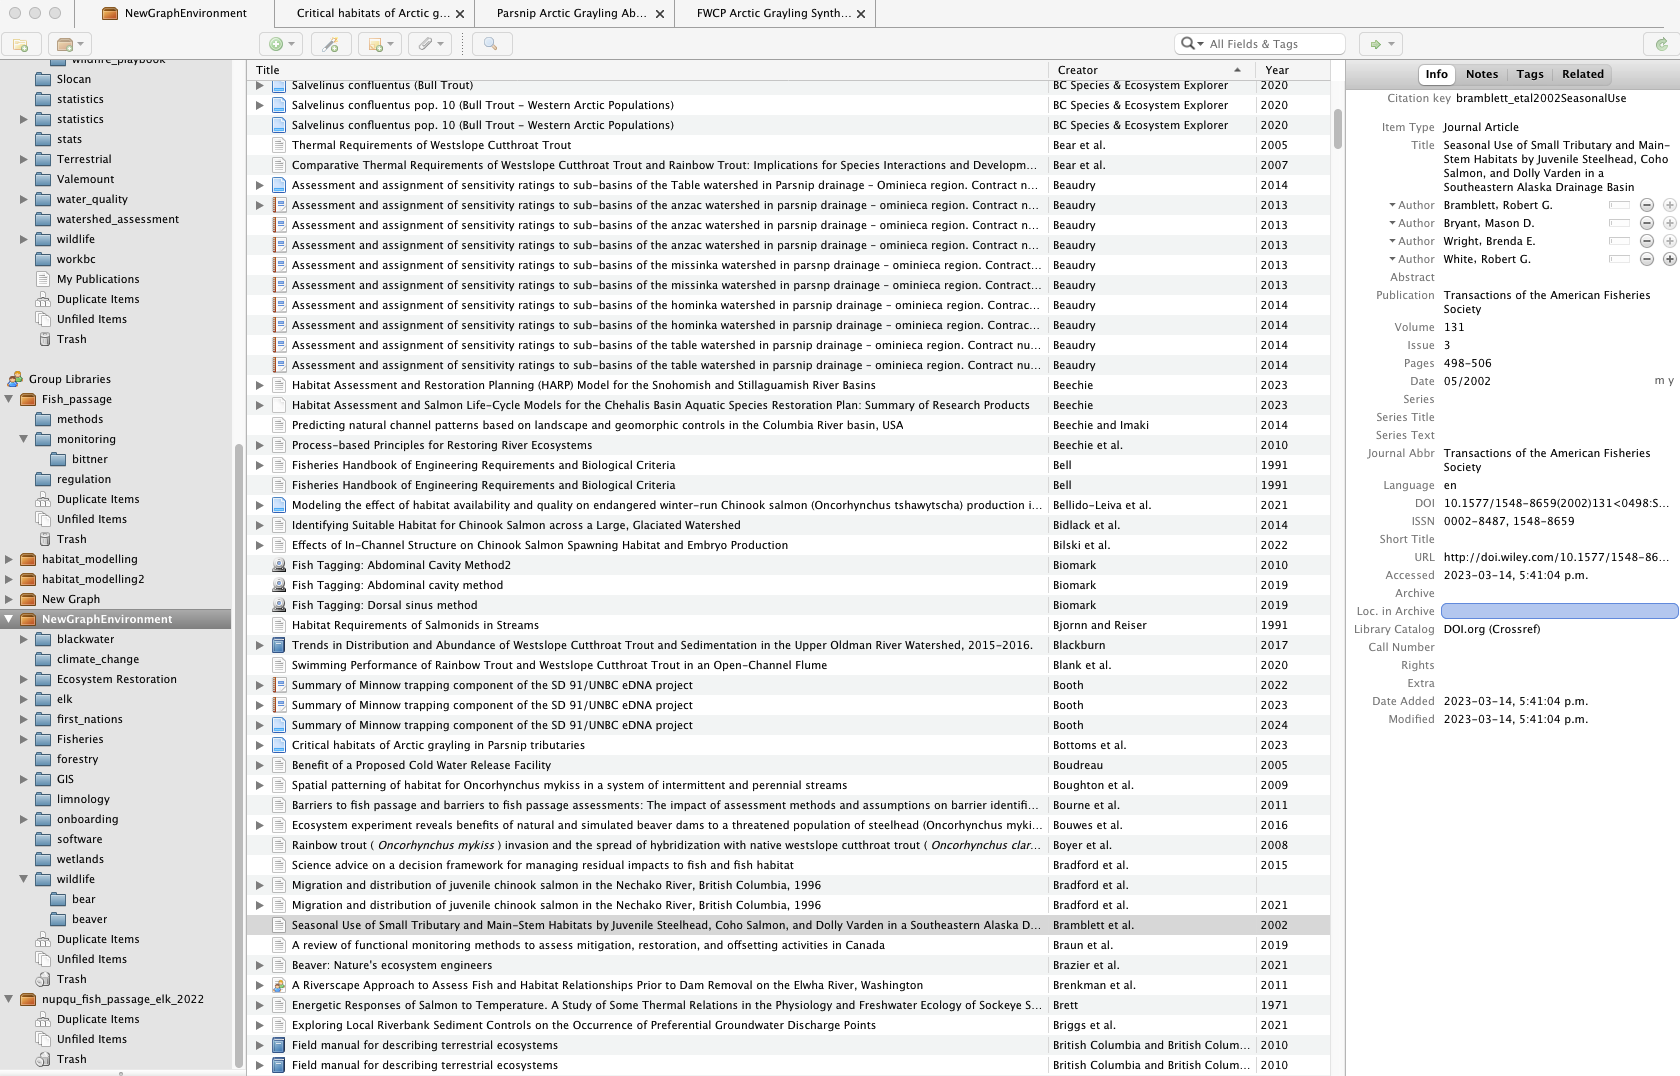 NewGraphEnvironment
Critical habitats of Arctic g...
Parsnip Arctic Grayling Ab...
FWCP Arctic Grayling Synth...
All Fields & Tags
wildfire_playbook
Slocan
statistics
statistics
stats
Terrestrial
Valemount
water_quality
watershed_assessment
wildlife
workbc
My Publications
Duplicate Items
Unfiled Items
Trash
Group Libraries
Fish_passage
methods
monitoring
bittner
regulation
Duplicate Items
Unfiled Items
Trash
habitat_modelling
habitat_modelling2
New Graph
NewGraphEnvironment
blackwater
climate_change
Ecosystem Restoration
elk
first_nations
Fisheries
forestry
GIS
limnology
onboarding
software
wetlands
wildlife
bear
beaver
Duplicate Items
Unfiled Items
Trash
nupqu_fish_passage_elk_2022
Duplicate Items
Unfiled Items
Trash
Title Creator Year
Salvelinus confluentus (Bull Trout) BC Species & Ecosystem Explorer 2020
Salvelinus confluentus pop. 10 (Bull Trout - Western Arctic Populations) BC Species & Ecosystem Explorer 2020
Salvelinus confluentus pop. 10 (Bull Trout - Western Arctic Populations) BC Species & Ecosystem Explorer 2020
Thermal Requirements of Westslope Cutthroat Trout Bear et al. 2005
Comparative Thermal Requirements of Westslope Cutthroat Trout and Rainbow Trout: Implications for Species Interactions and Developm... Bear et al. 2007
Assessment and assignment of sensitivity ratings to sub-basins of the Table watershed in Parsnip drainage - Ominieca region. Contract n... Beaudry 2014
Assessment and assignment of sensitivity ratings to sub-basins of the anzac watershed in parsnip drainage - ominieca region. Contract n... Beaudry 2013
Assessment and assignment of sensitivity ratings to sub-basins of the anzac watershed in parsnip drainage - ominieca region. Contract n... Beaudry 2013
Assessment and assignment of sensitivity ratings to sub-basins of the anzac watershed in parsnip drainage - ominieca region. Contract n... Beaudry 2013
Assessment and assignment of sensitivity ratings to sub-basins of the missinka watershed in parsnp drainage - ominieca region. Contract... Beaudry 2013
Assessment and assignment of sensitivity ratings to sub-basins of the missinka watershed in parsnp drainage - ominieca region. Contract... Beaudry 2013
Assessment and assignment of sensitivity ratings to sub-basins of the hominka watershed in parsnip drainage - ominieca region. Contrac... Beaudry 2014
Assessment and assignment of sensitivity ratings to sub-basins of the hominka watershed in parsnip drainage - ominieca region. Contrac... Beaudry 2014
Assessment and assignment of sensitivity ratings to sub-basins of the table watershed in parsnip drainage - ominieca region. Contract nu... Beaudry 2014
Assessment and assignment of sensitivity ratings to sub-basins of the table watershed in parsnip drainage - ominieca region. Contract nu... Beaudry 2014
Habitat Assessment and Restoration Planning (HARP) Model for the Snohomish and Stillaguamish River Basins Beechie 2023
Habitat Assessment and Salmon Life-Cycle Models for the Chehalis Basin Aquatic Species Restoration Plan: Summary of Research Products Beechie 2023
Predicting natural channel patterns based on landscape and geomorphic controls in the Columbia River basin, USA Beechie and Imaki 2014
Process-based Principles for Restoring River Ecosystems Beechie et al. 2010
Fisheries Handbook of Engineering Requirements and Biological Criteria Bell 1991
Fisheries Handbook of Engineering Requirements and Biological Criteria Bell 1991
Modeling the effect of habitat availability and quality on endangered winter-run Chinook salmon (Oncorhynchus tshawytscha) production i... Bellido-Leiva et al. 2021
Identifying Suitable Habitat for Chinook Salmon across a Large, Glaciated Watershed Bidlack et al. 2014
Effects of In-Channel Structure on Chinook Salmon Spawning Habitat and Embryo Production Bilski et al. 2022
Fish Tagging: Abdominal Cavity Method2 Biomark 2010
Fish Tagging: Abdominal cavity method Biomark 2019
Fish Tagging: Dorsal sinus method Biomark 2019
Habitat Requirements of Salmonids in Streams Bjornn and Reiser 1991
Trends in Distribution and Abundance of Westslope Cutthroat Trout and Sedimentation in the Upper Oldman River Watershed, 2015-2016. Blackburn 2017
Swimming Performance of Rainbow Trout and Westslope Cutthroat Trout in an Open-Channel Flume Blank et al. 2020
Summary of Minnow trapping component of the SD 91/UNBC eDNA project Booth 2022
Summary of Minnow trapping component of the SD 91/UNBC eDNA project Booth 2023
Summary of Minnow trapping component of the SD 91/UNBC eDNA project Booth 2024
Critical habitats of Arctic grayling in Parsnip tributaries Bottoms et al. 2023
Benefit of a Proposed Cold Water Release Facility Boudreau 2005
Spatial patterning of habitat for Oncorhynchus mykiss in a system of intermittent and perennial streams Boughton et al. 2009
Barriers to fish passage and barriers to fish passage assessments: The impact of assessment methods and assumptions on barrier identifi... Bourne et al. 2011
Ecosystem experiment reveals benefits of natural and simulated beaver dams to a threatened population of steelhead (Oncorhynchus myki... Bouwes et al. 2016
Rainbow trout ( Oncorhynchus mykiss ) invasion and the spread of hybridization with native westslope cutthroat trout ( Oncorhynchus clar... Boyer et al. 2008
Science advice on a decision framework for managing residual impacts to fish and fish habitat Bradford et al. 2015
Migration and distribution of juvenile chinook salmon in the Nechako River, British Columbia, 1996 Bradford et al.
Migration and distribution of juvenile chinook salmon in the Nechako River, British Columbia, 1996 Bradford et al. 2021
Seasonal Use of Small Tributary and Main-Stem Habitats by Juvenile Steelhead, Coho Salmon, and Dolly Varden in a Southeastern Alaska D... Bramblett et al. 2002
A review of functional monitoring methods to assess mitigation, restoration, and offsetting activities in Canada Braun et al. 2019
Beaver: Nature's ecosystem engineers Brazier et al. 2021
A Riverscape Approach to Assess Fish and Habitat Relationships Prior to Dam Removal on the Elwha River, Washington Brenkman et al. 2011
Energetic Responses of Salmon to Temperature. A Study of Some Thermal Relations in the Physiology and Freshwater Ecology of Sockeye S... Brett 1971
Exploring Local Riverbank Sediment Controls on the Occurrence of Preferential Groundwater Discharge Points Briggs et al. 2021
Field manual for describing terrestrial ecosystems British Columbia and British Colum... 2010
Field manual for describing terrestrial ecosystems British Columbia and British Colum... 2010
Info Notes Tags Related
Citation key bramblett_etal2002SeasonalUse
Item Type Journal Article
Title Seasonal Use of Small Tributary and Main-
Stem Habitats by Juvenile Steelhead, Coho
Salmon, and Dolly Varden in a
Southeastern Alaska Drainage Basin
Author Bramblett, Robert G.
Author Bryant, Mason D.
Author Wright, Brenda E.
Author White, Robert G.
Abstract
Publication Transactions of the American Fisheries
Society
Volume 131
Issue 3
Pages 498-506
Date 05/2002 m y
Series
Series Title
Series Text
Journal Abbr Transactions of the American Fisheries
Society
Language en
DOI 10.1577/1548-8659(2002)131<0498:S...
ISSN 0002-8487, 1548-8659
Short Title
URL http://doi.wiley.com/10.1577/1548-86...
Accessed 2023-03-14, 5:41:04 p.m.
Archive
Loc. in Archive
Library Catalog DOI.org (Crossref)
Call Number
Rights
Extra
Date Added 2023-03-14, 5:41:04 p.m.
Modified 2023-03-14, 5:41:04 p.m.